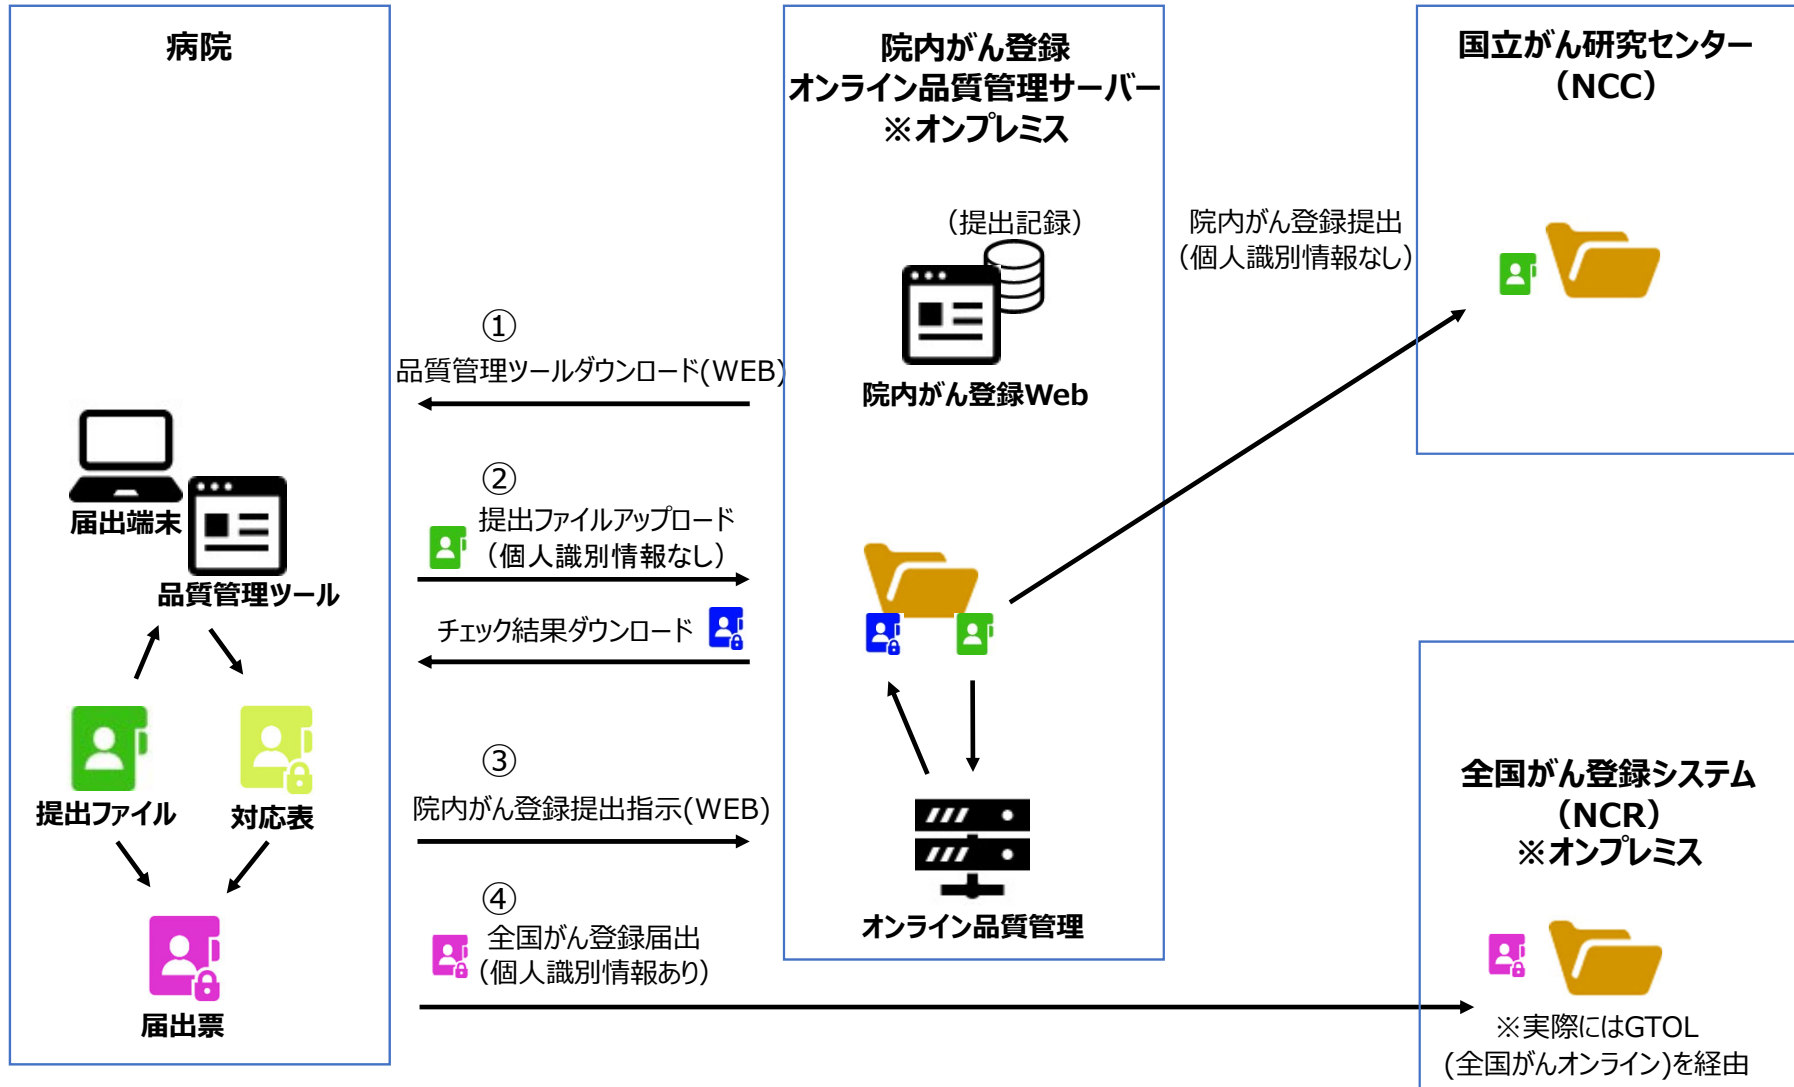 病院
届出端末
品質管理ツール
提出ファイル
対応表
届出票
①
品質管理ツールダウンロード(WEB)
②
提出ファイルアップロード
（個人識別情報なし）
チェック結果ダウンロード
③
院内がん登録提出指示(WEB)
④
全国がん登録届出
（個人識別情報あり）
院内がん登録
オンライン品質管理サーバー
※オンプレミス
（提出記録）
院内がん登録Web
オンライン品質管理
院内がん登録提出
（個人識別情報なし）
国立がん研究センター
（NCC）
全国がん登録システム
（NCR）
※オンプレミス
※実際にはGTOL
(全国がんオンライン)を経由